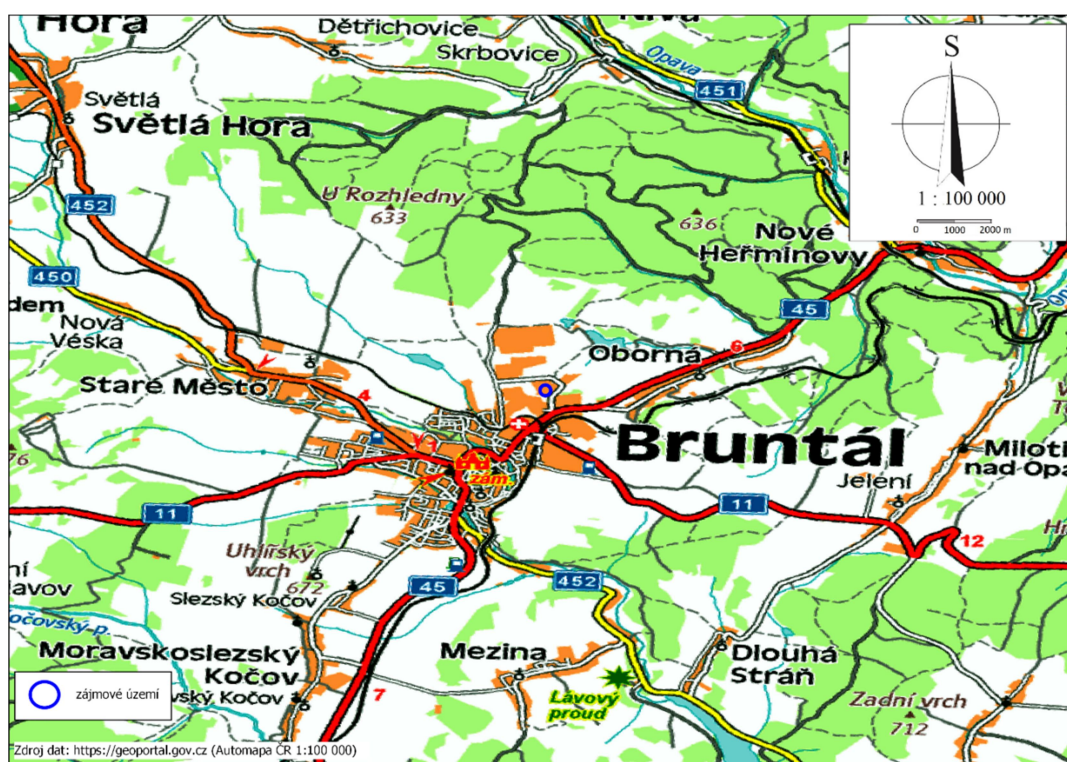 Hora
Dětřichovice
Skrbovice
Opava
451
S
Světlá
Světlá Hora
452
U Rozhledny
633
636
1 : 100 000
0 1000 2000 m
Nové
Heřmínovy
450
45
dem
Nová
Véska
Oborná
6
Staré Město
4
Bruntál
zám.
Miloti
nad Opa
Jelení
11
11
12
Uhlířský
vrch
672
45
452
Slezský Kočov
Moravskoslezský
Kočov
Mezina
Dlouhá
Stráň
zájmové území
7
Lávový
proud
Zadní vrch
712
Zdroj dat: https://geoportal.gov.cz (Automapa ČR 1:100 000)